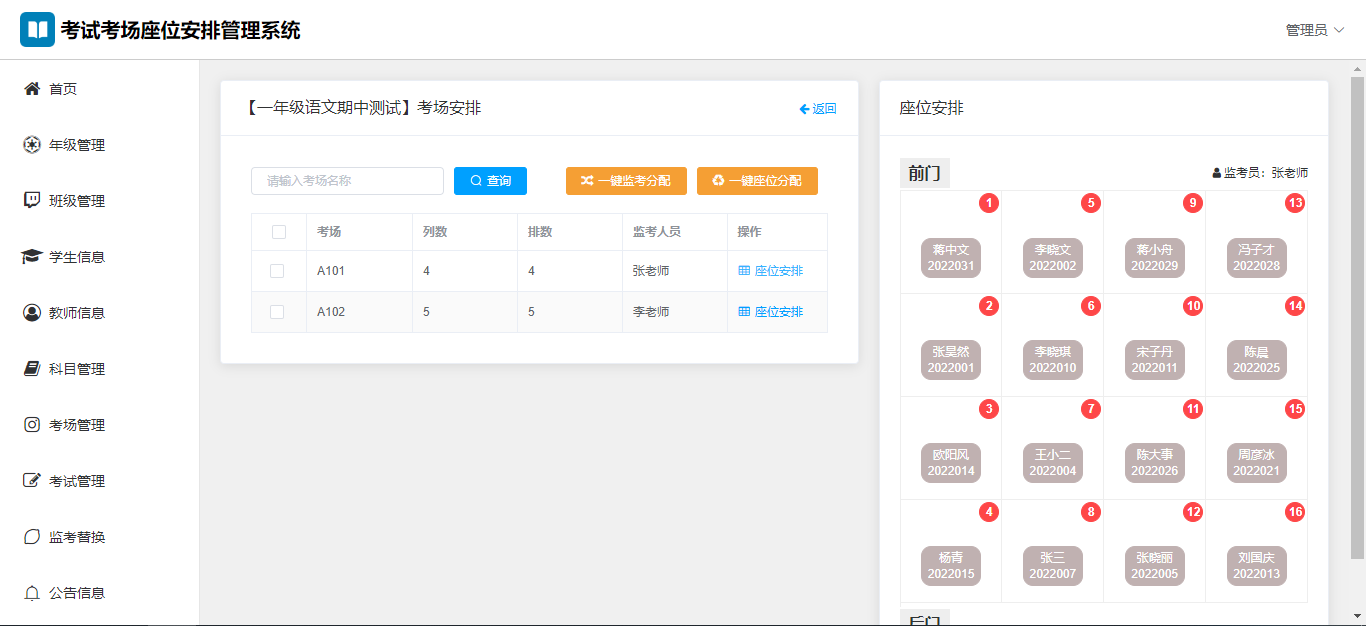 考试考场座位安排管理系统
管理员
首页
年级管理
班级管理
学生信息
教师信息
科目管理
考场管理
考试管理
监考替换
公告信息
【一年级语文期中测试】考场安排
返回
请输入考场名称
查询
一键监考分配
一键座位分配
考场 列数 排数 监考人员 操作
A101 4 4 张老师 座位安排
A102 5 5 李老师 座位安排
座位安排
前门
监考员：张老师
1 5 9 13
蒋中文 李晓文 蒋小舟 冯子才
2022031 2022002 2022029 2022028
2 6 10 14
张昊然 李晓琪 宋子丹 陈晨
2022001 2022010 2022011 2022025
3 7 11 15
欧阳风 王小二 陈大事 周彦冰
2022014 2022004 2022026 2022021
4 8 12 16
杨青 张三 张晓丽 刘国庆
2022015 2022007 2022005 2022013
后门